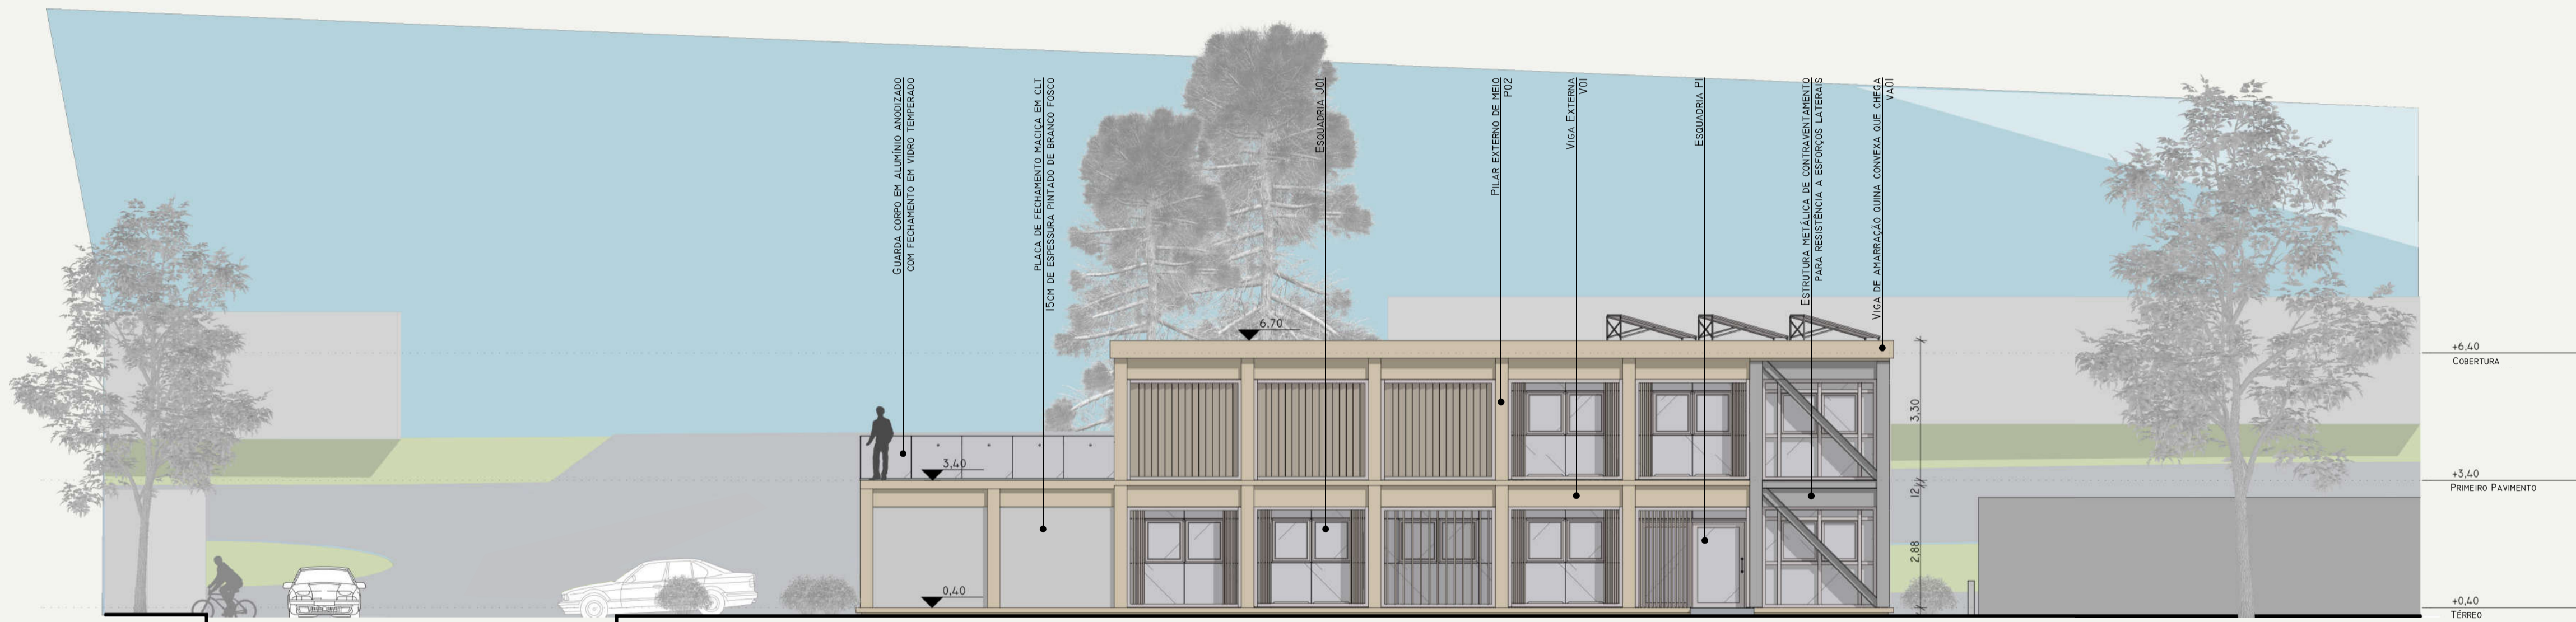 GUARDA CORPO EM ALUMÍNIO ANODIZADO
COM FECHAMENTO EM VIDRO TEMPERADO
PLACA DE FECHAMENTO MACIÇA EM CLT
15CM DE ESPESSURA PINTADO DE BRANCO FOSCO
ESQUADRIA J01
PILAR EXTERNO DE MEIO
P02
VIGA EXTERNA
V01
ESQUADRIA P1
ESTRUTURA METÁLICA DE CONTRAVENTAMENTO
PARA RESISTÊNCIA A ESFORÇOS LATERAIS
VIGA DE AMARRAÇÃO QUINA CONVEXA QUE CHEGA
VA01
6,70
3,40
0,40
3,30
12
2,88
+6,40
COBERTURA
+3,40
PRIMEIRO PAVIMENTO
+0,40
TÉRREO